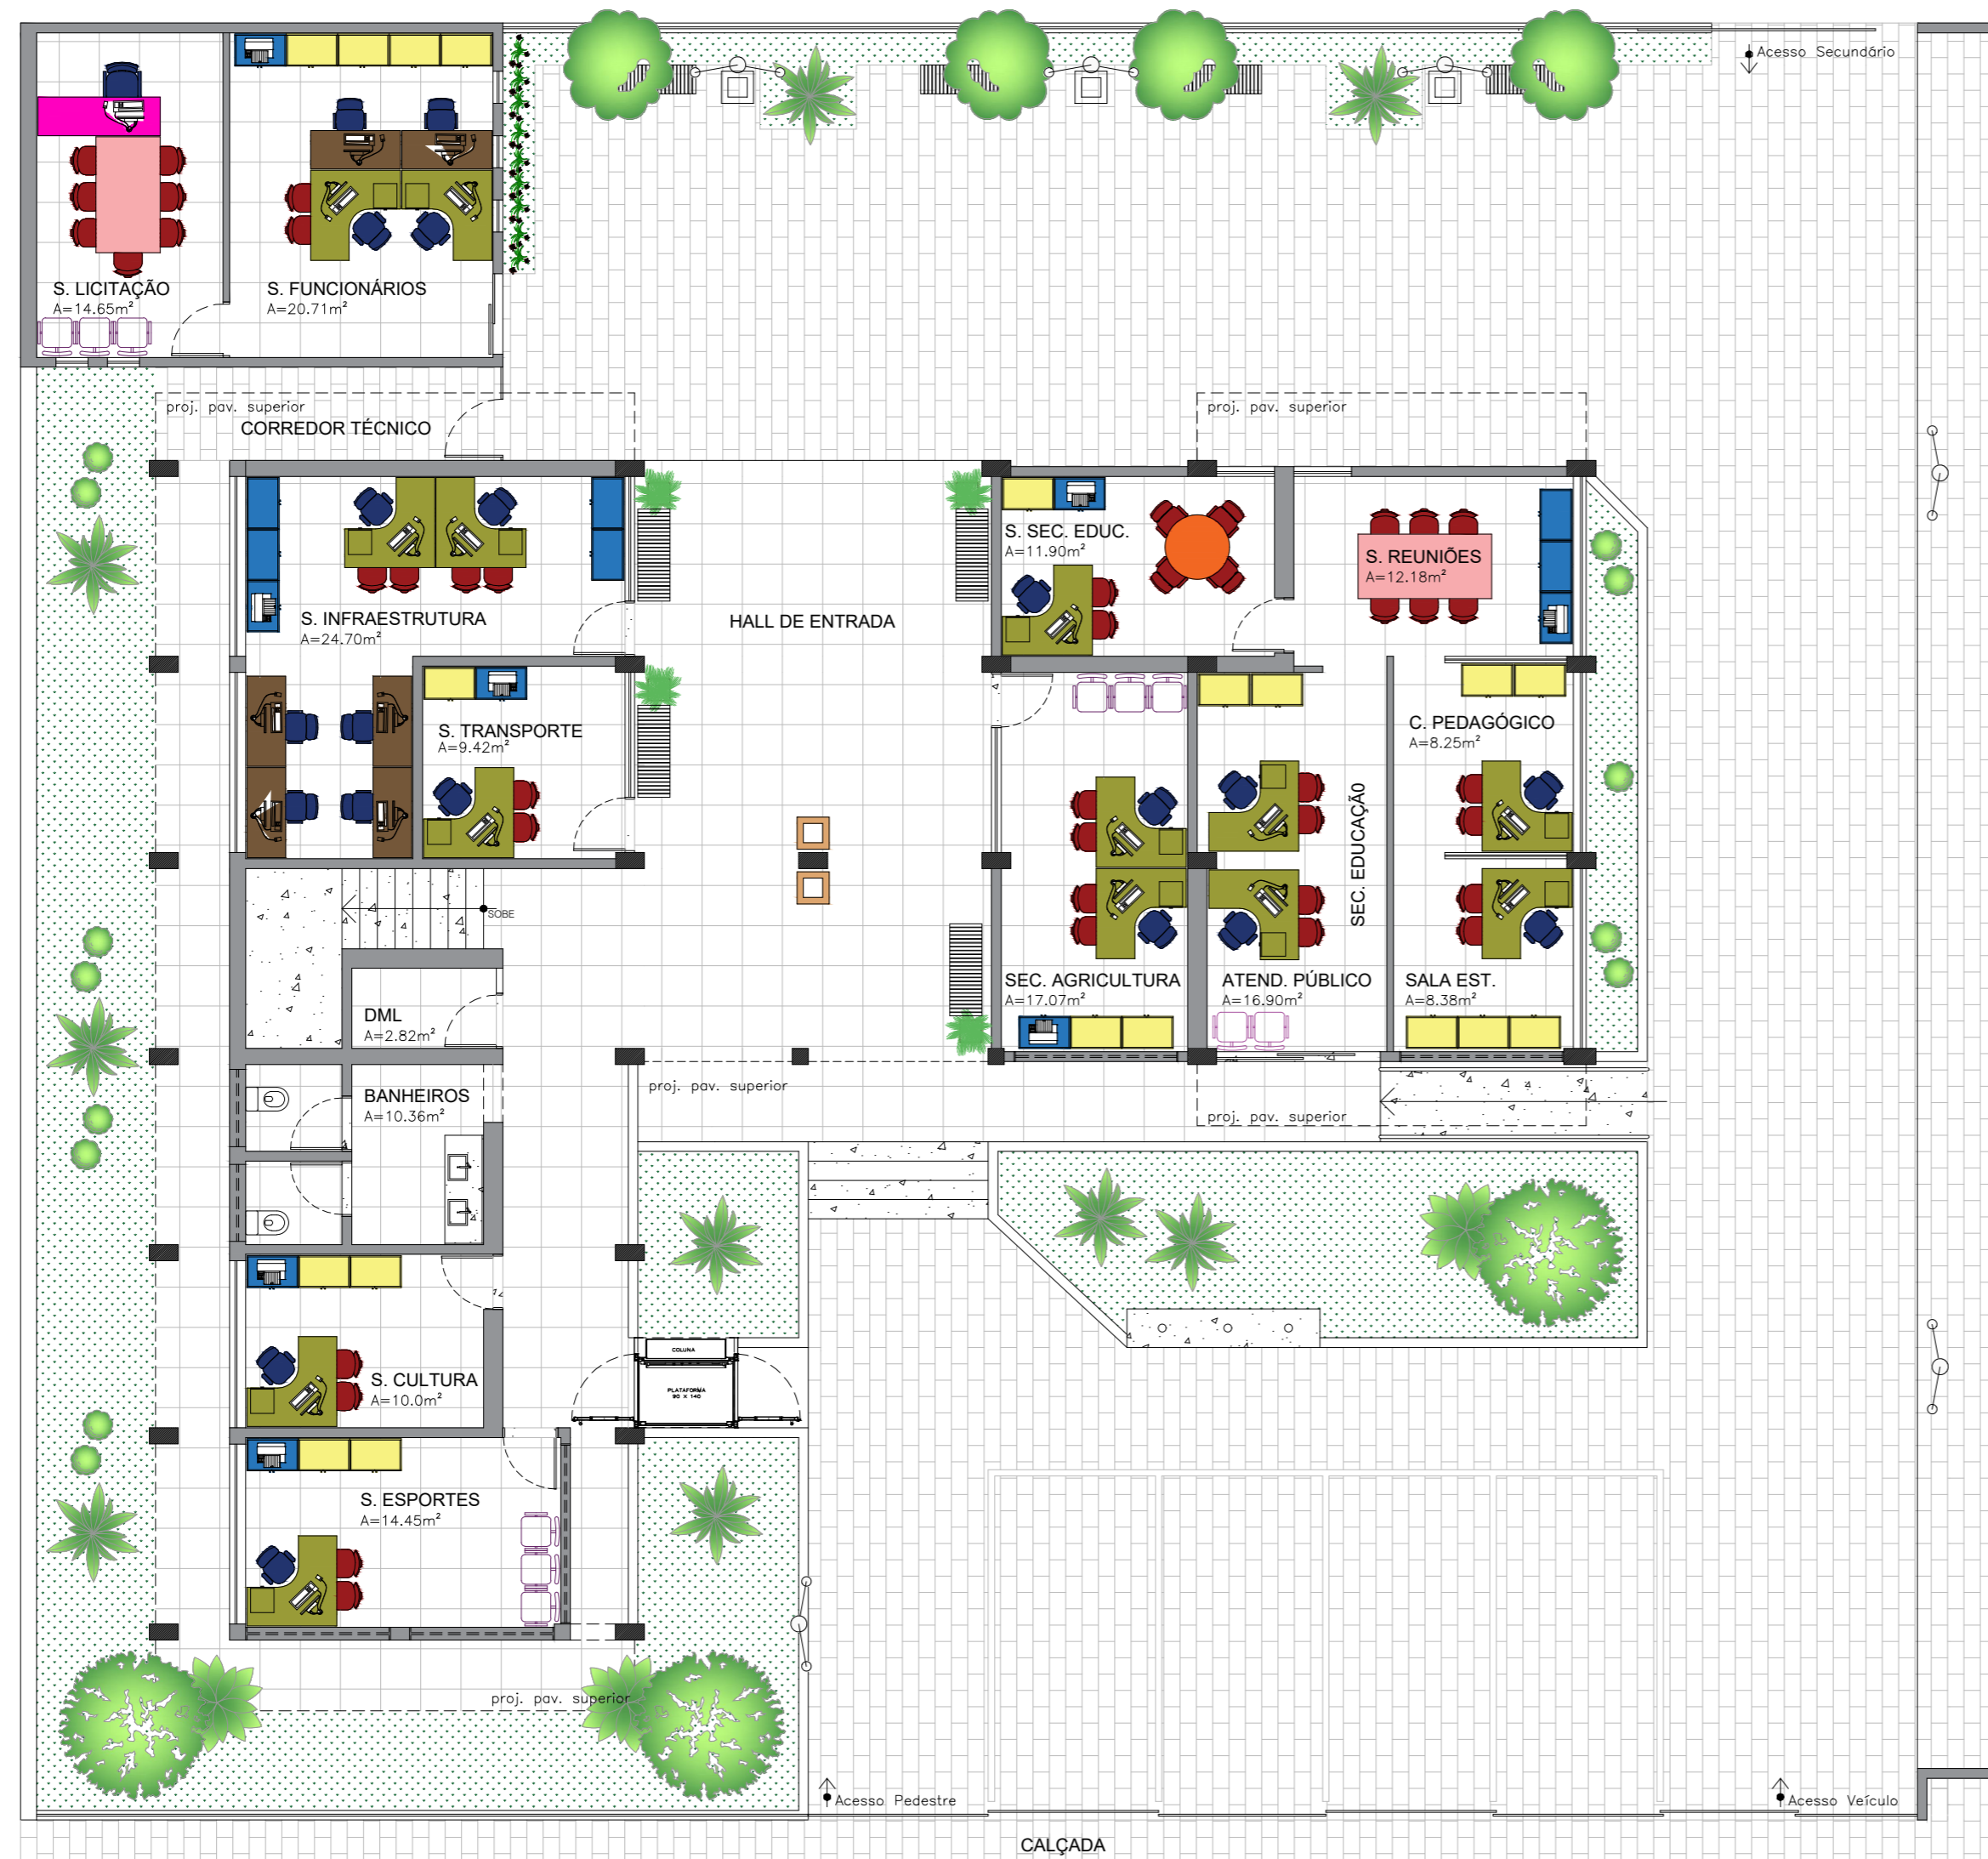 Acesso Secundário
S. LICITAÇÃO
A=14.65m²
S. FUNCIONÁRIOS
A=20.71m²
proj. pav. superior
CORREDOR TÉCNICO
proj. pav. superior
S. INFRAESTRUTURA
A=24.70m²
HALL DE ENTRADA
S. SEC. EDUC.
A=11.90m²
S. REUNIÕES
A=12.18m²
S. TRANSPORTE
A=9.42m²
C. PEDAGÓGICO
A=8.25m²
SEC. EDUCAÇÃO
SOBE
SEC. AGRICULTURA
A=17.07m²
ATEND. PÚBLICO
A=16.90m²
SALA EST.
A=8.38m²
DML
A=2.82m²
BANHEIROS
A=10.36m²
proj. pav. superior
proj. pav. superior
COLUNA
PLATAFORMA
90 X 140
S. CULTURA
A=10.0m²
S. ESPORTES
A=14.45m²
proj. pav. superior
Acesso Pedestre
Acesso Veículo
CALÇADA